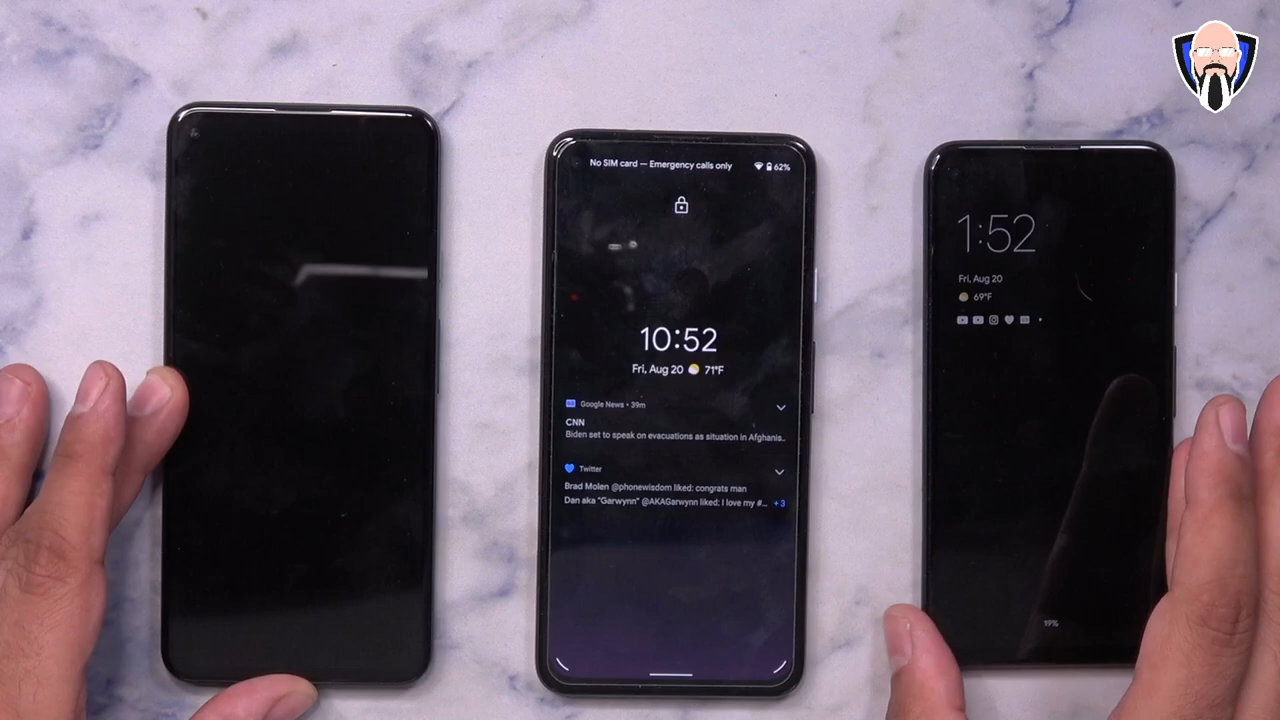 No SIM card — Emergency calls only 62%
10:52
Fri, Aug 20 71°F
Google News • 39m
CNN
Biden set to speak on evacuations as situation in Afghanis..
Twitter
Brad Molen @phonewisdom liked: congrats man
Dan aka "Garwynn" @AKAGarwynn liked: I love my #... +3
1:52
Fri, Aug 20
69°F
19%